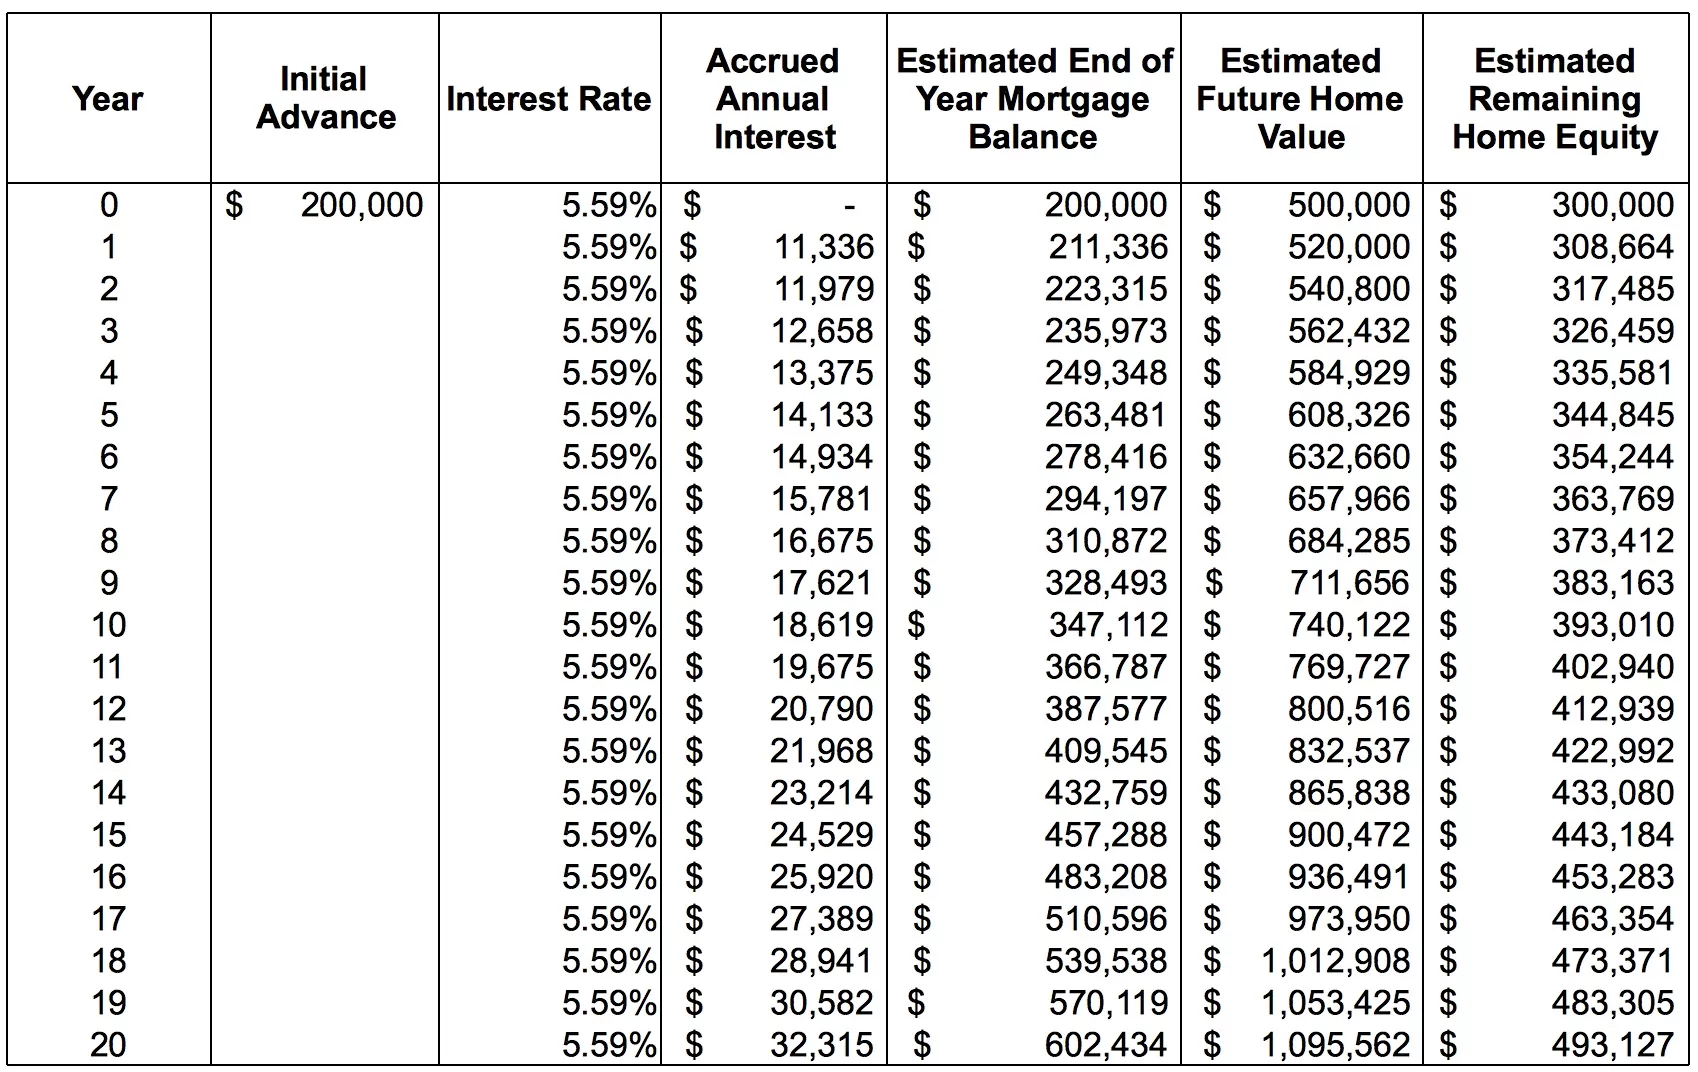 Year Initial Advance Interest Rate Accrued Annual Interest Estimated End of Year Mortgage Balance Estimated Future Home Value Estimated Remaining Home Equity
0 $ 200,000 5.59% $ - $ 200,000 $ 500,000 $ 300,000
1 5.59% $ 11,336 $ 211,336 $ 520,000 $ 308,664
2 5.59% $ 11,979 $ 223,315 $ 540,800 $ 317,485
3 5.59% $ 12,658 $ 235,973 $ 562,432 $ 326,459
4 5.59% $ 13,375 $ 249,348 $ 584,929 $ 335,581
5 5.59% $ 14,133 $ 263,481 $ 608,326 $ 344,845
6 5.59% $ 14,934 $ 278,416 $ 632,660 $ 354,244
7 5.59% $ 15,781 $ 294,197 $ 657,966 $ 363,769
8 5.59% $ 16,675 $ 310,872 $ 684,285 $ 373,412
9 5.59% $ 17,621 $ 328,493 $ 711,656 $ 383,163
10 5.59% $ 18,619 $ 347,112 $ 740,122 $ 393,010
11 5.59% $ 19,675 $ 366,787 $ 769,727 $ 402,940
12 5.59% $ 20,790 $ 387,577 $ 800,516 $ 412,939
13 5.59% $ 21,968 $ 409,545 $ 832,537 $ 422,992
14 5.59% $ 23,214 $ 432,759 $ 865,838 $ 433,080
15 5.59% $ 24,529 $ 457,288 $ 900,472 $ 443,184
16 5.59% $ 25,920 $ 483,208 $ 936,491 $ 453,283
17 5.59% $ 27,389 $ 510,596 $ 973,950 $ 463,354
18 5.59% $ 28,941 $ 539,538 $ 1,012,908 $ 473,371
19 5.59% $ 30,582 $ 570,119 $ 1,053,425 $ 483,305
20 5.59% $ 32,315 $ 602,434 $ 1,095,562 $ 493,127